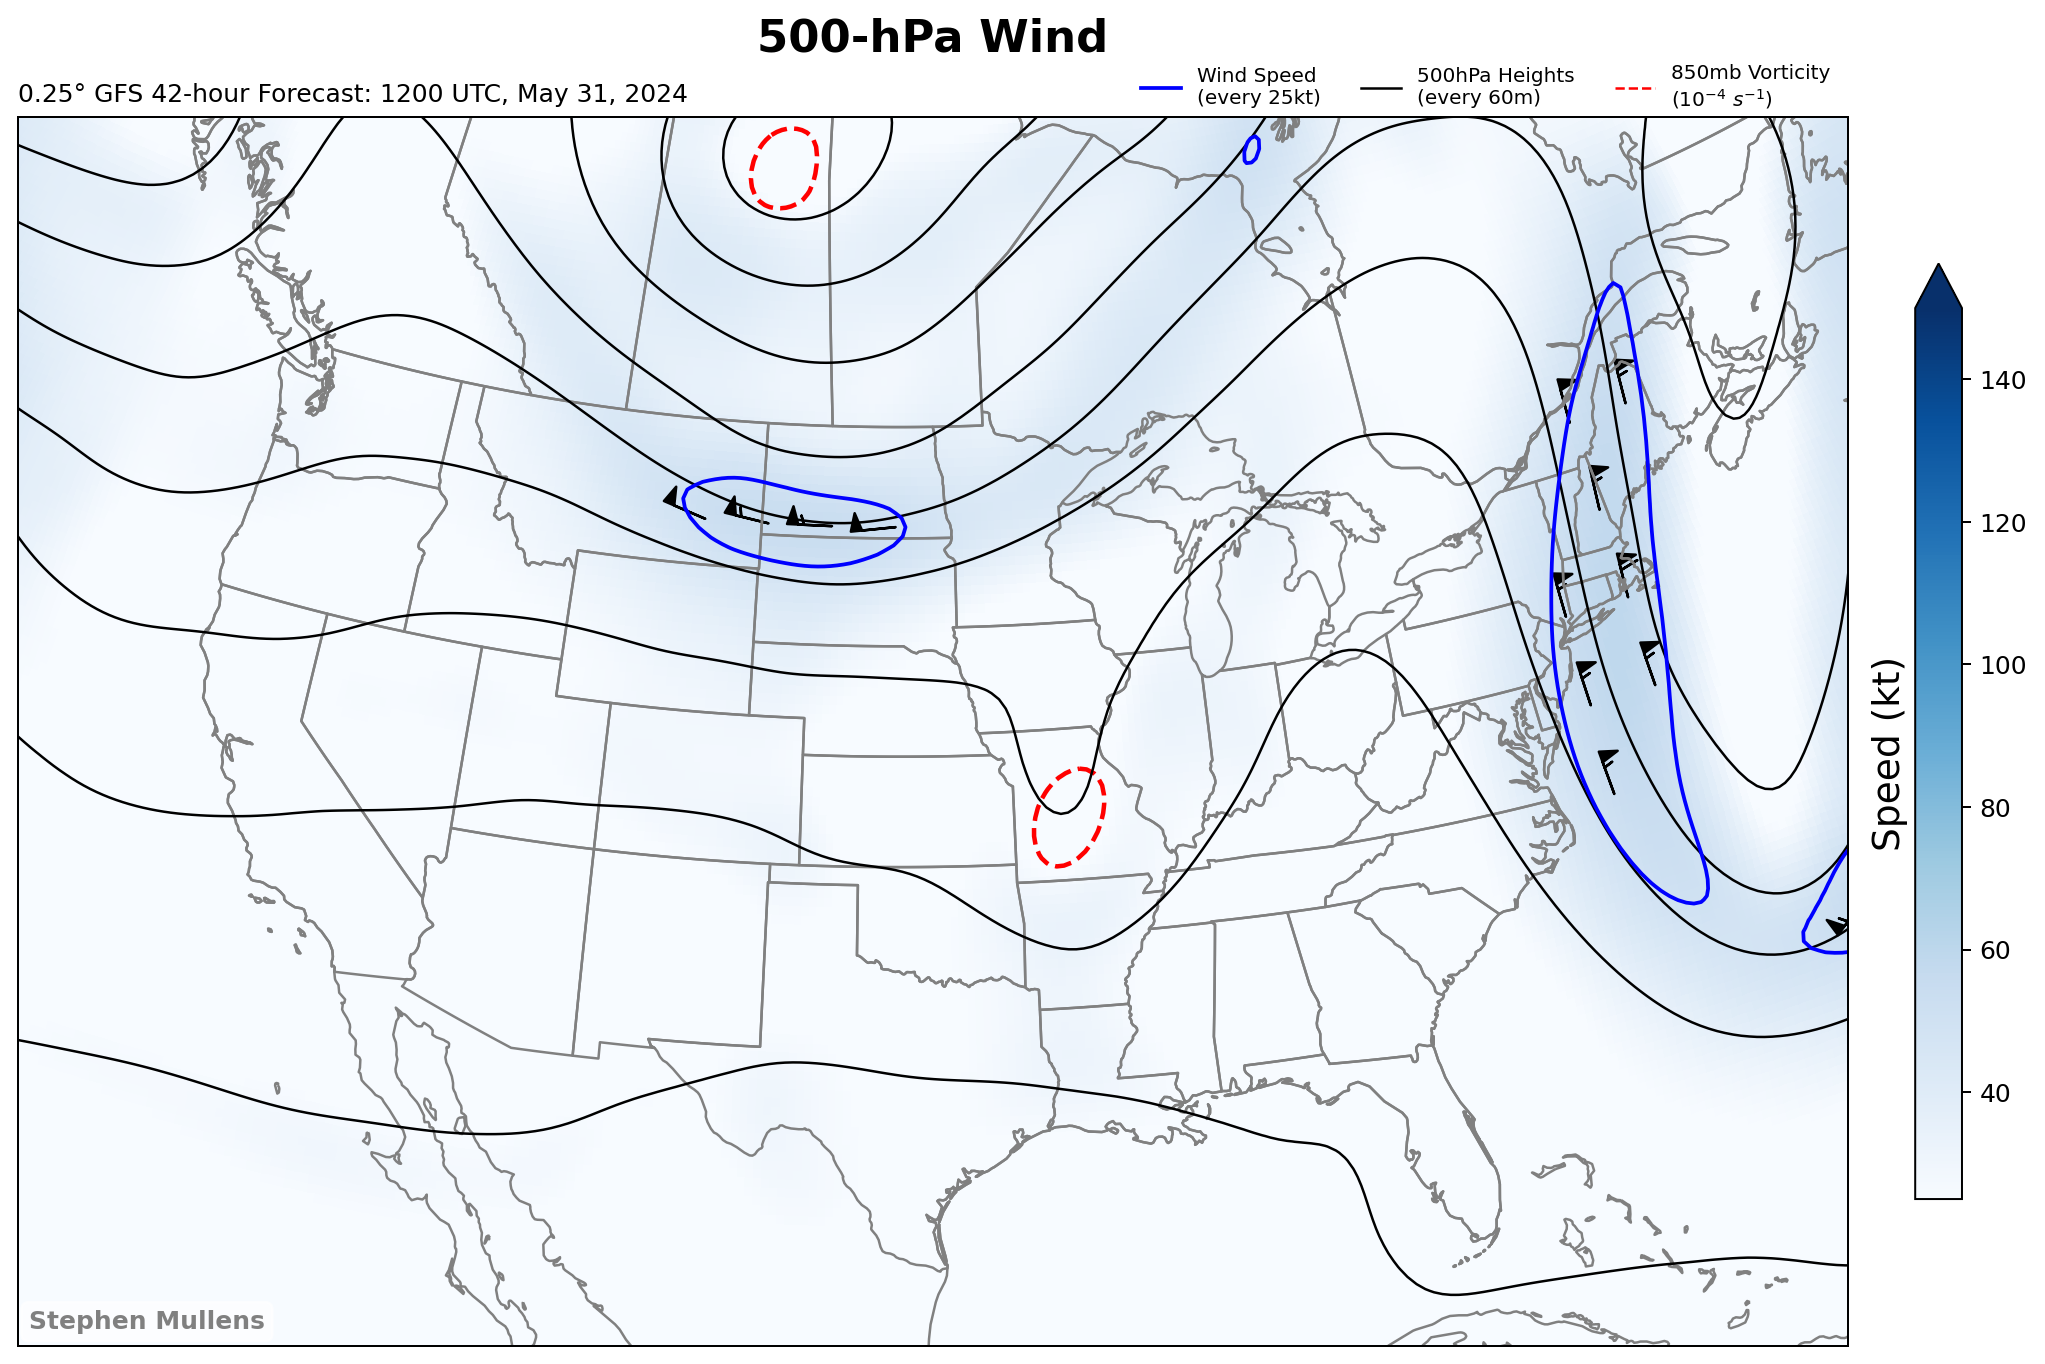 500-hPa Wind
0.25° GFS 42-hour Forecast: 1200 UTC, May 31, 2024
Wind Speed
(every 25kt)
500hPa Heights
(every 60m)
850mb Vorticity
(10⁻⁴ s⁻¹)
140
120
100
80
60
40
Speed (kt)
Stephen Mullens